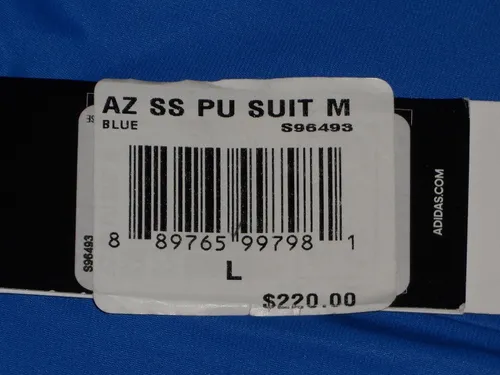 AZ SS PU SUIT M
BLUE S96493
8 89765 99798 1
L
$220.00
S96493
ADIDAS.COM